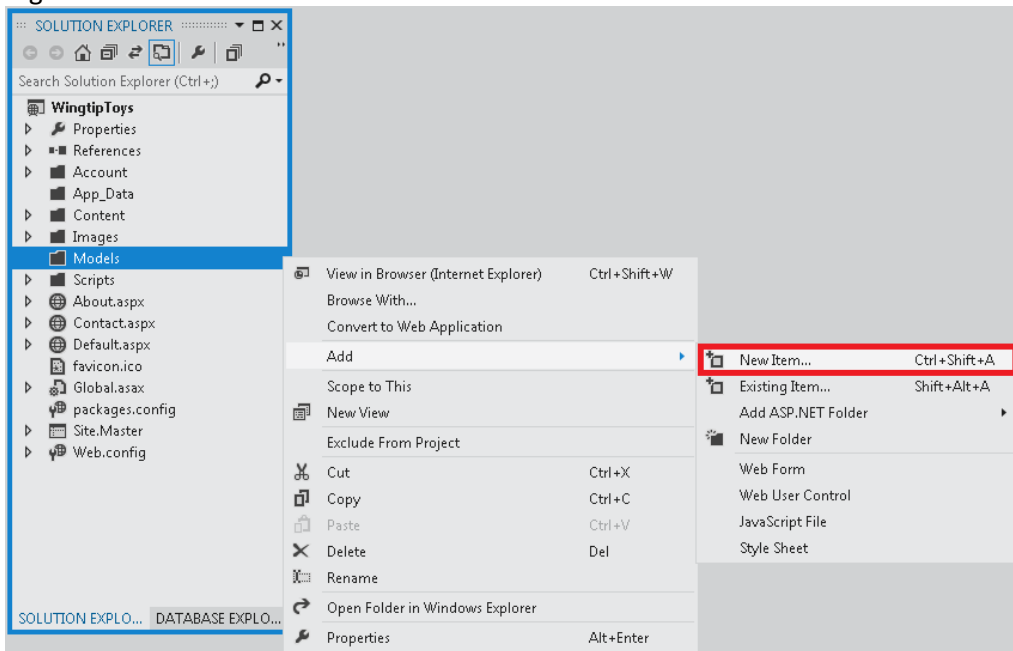 SOLUTION EXPLORER
Search Solution Explorer (Ctrl+;)
WingtipToys
Properties
References
Account
App_Data
Content
Images
Models
Scripts
About.aspx
Contact.aspx
Default.aspx
favicon.ico
Global.asax
packages.config
Site.Master
Web.config
SOLUTION EXPLO... DATABASE EXPLO...
View in Browser (Internet Explorer) Ctrl+Shift+W
Browse With...
Convert to Web Application
Add
Scope to This
New View
Exclude From Project
Cut Ctrl+X
Copy Ctrl+C
Paste Ctrl+V
Delete Del
Rename
Open Folder in Windows Explorer
Properties Alt+Enter
New Item... Ctrl+Shift+A
Existing Item... Shift+Alt+A
Add ASP.NET Folder
New Folder
Web Form
Web User Control
JavaScript File
Style Sheet